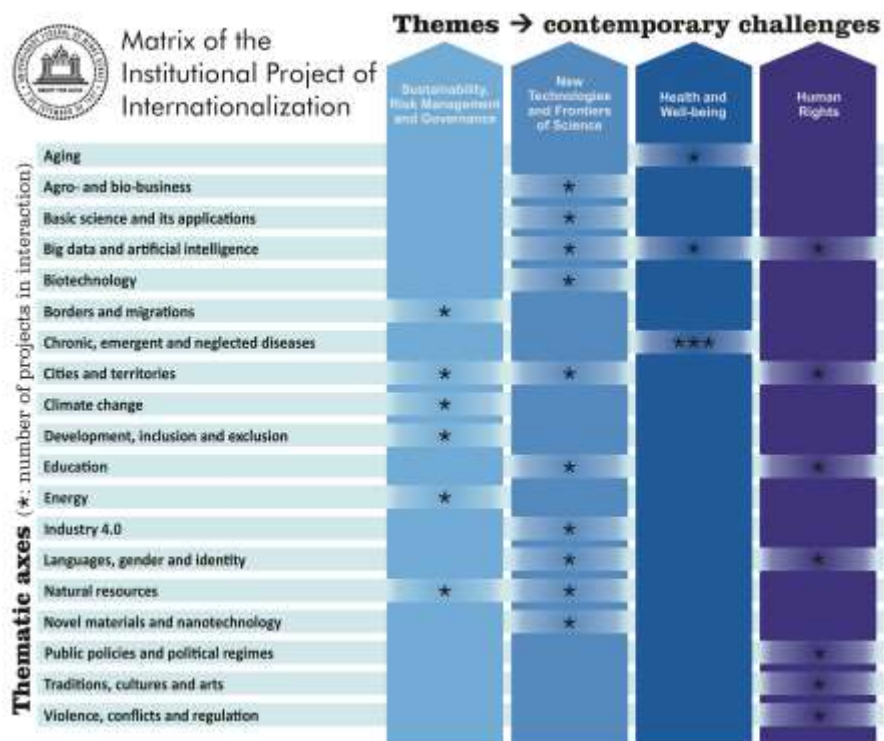 Themes → contemporary challenges
Matrix of the
Institutional Project of
Internationalization
Sustainability,
Risk Management
and Governance
New
Technologies
and Frontiers
of Science
Health and
Well-being
Human
Rights
Thematic axes (*: number of projects in interaction)
Aging *
Agro- and bio-business *
Basic science and its applications *
Big data and artificial intelligence * * *
Biotechnology *
Borders and migrations *
Chronic, emergent and neglected diseases ***
Cities and territories * * *
Climate change *
Development, inclusion and exclusion *
Education * *
Energy *
Industry 4.0 *
Languages, gender and identity * *
Natural resources * *
Novel materials and nanotechnology *
Public policies and political regimes *
Traditions, cultures and arts *
Violence, conflicts and regulation *